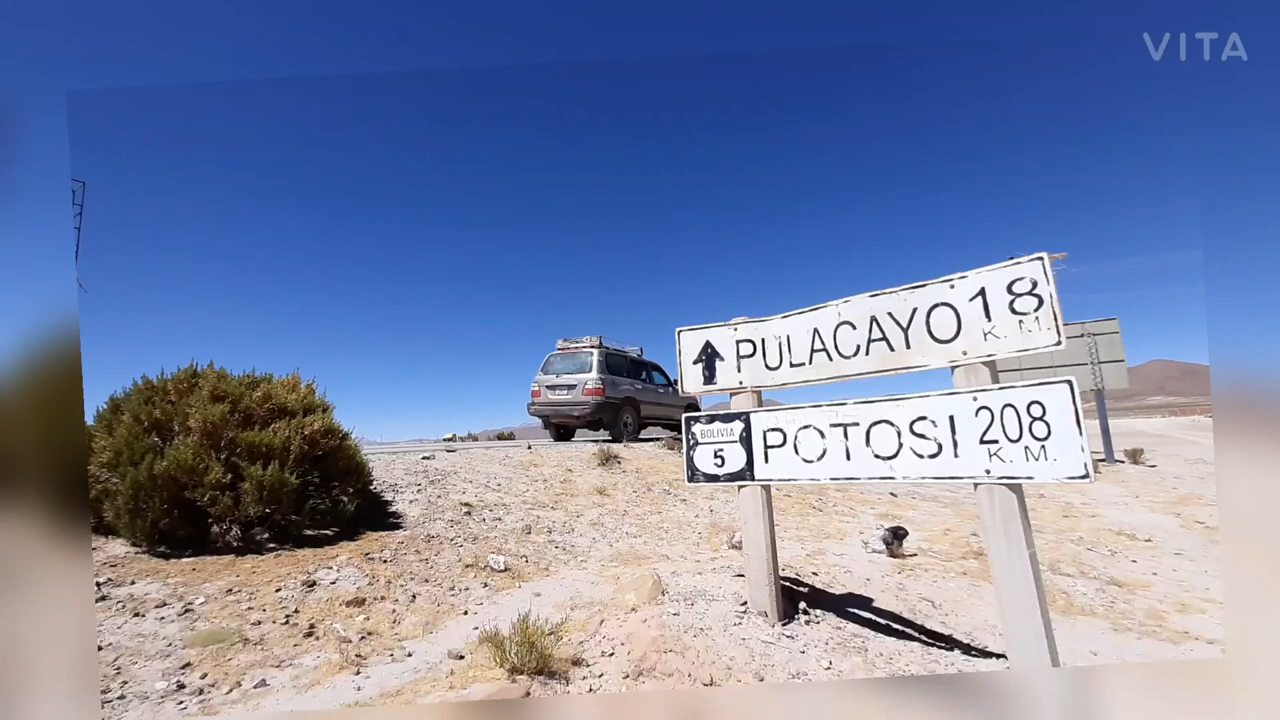 VITA
PULACAYO 18 K. M.
BOLIVIA
5
POTOSI 208 K. M.